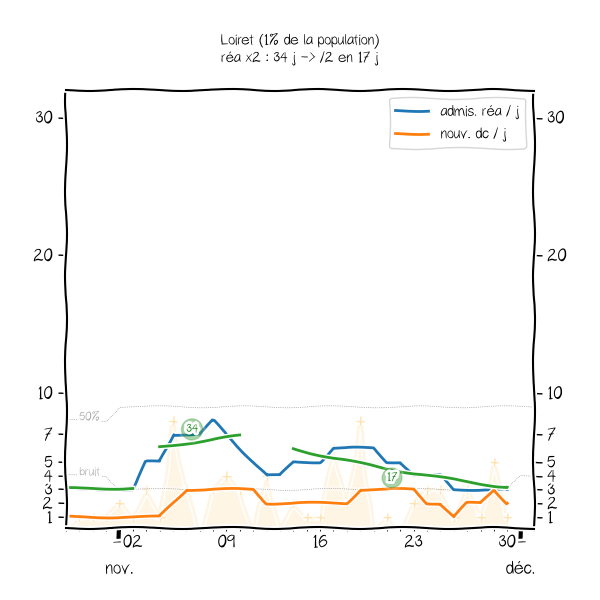 Loiret (1% de la population)
réa x2 : 34 j -> /2 en 17 j
admis. réa / j
nouv. dc / j
30 30
20 20
10 10
50%
7 34 7
5 5
bruit 17
4 4
3 3
2 2
1 1
02 09 16 23 30
nov. déc.